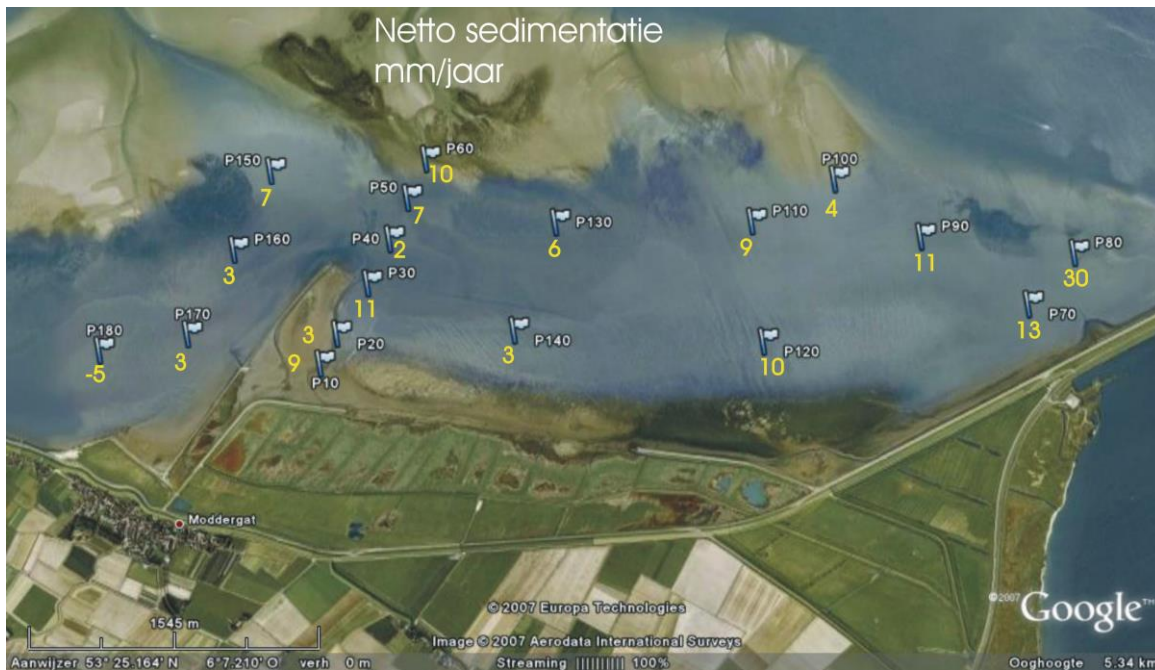 Netto sedimentatie
mm/jaar
P150
7
P60
10
P50
7
P100
4
P160
3
P40
2
P130
6
P110
9
P90
11
P80
30
P30
11
P70
13
P180
-5
P170
3
3
P20
9
P10
P140
3
P120
10
Moddergat
1545 m
© 2007 Europa Technologies
Image © 2007 Aerodata International Surveys
©2007 Google™
Aanwijzer 53° 25.164' N 6° 7.210' O verh 0 m Streaming |||||||||| 100% Ooghoogte 5.34 km